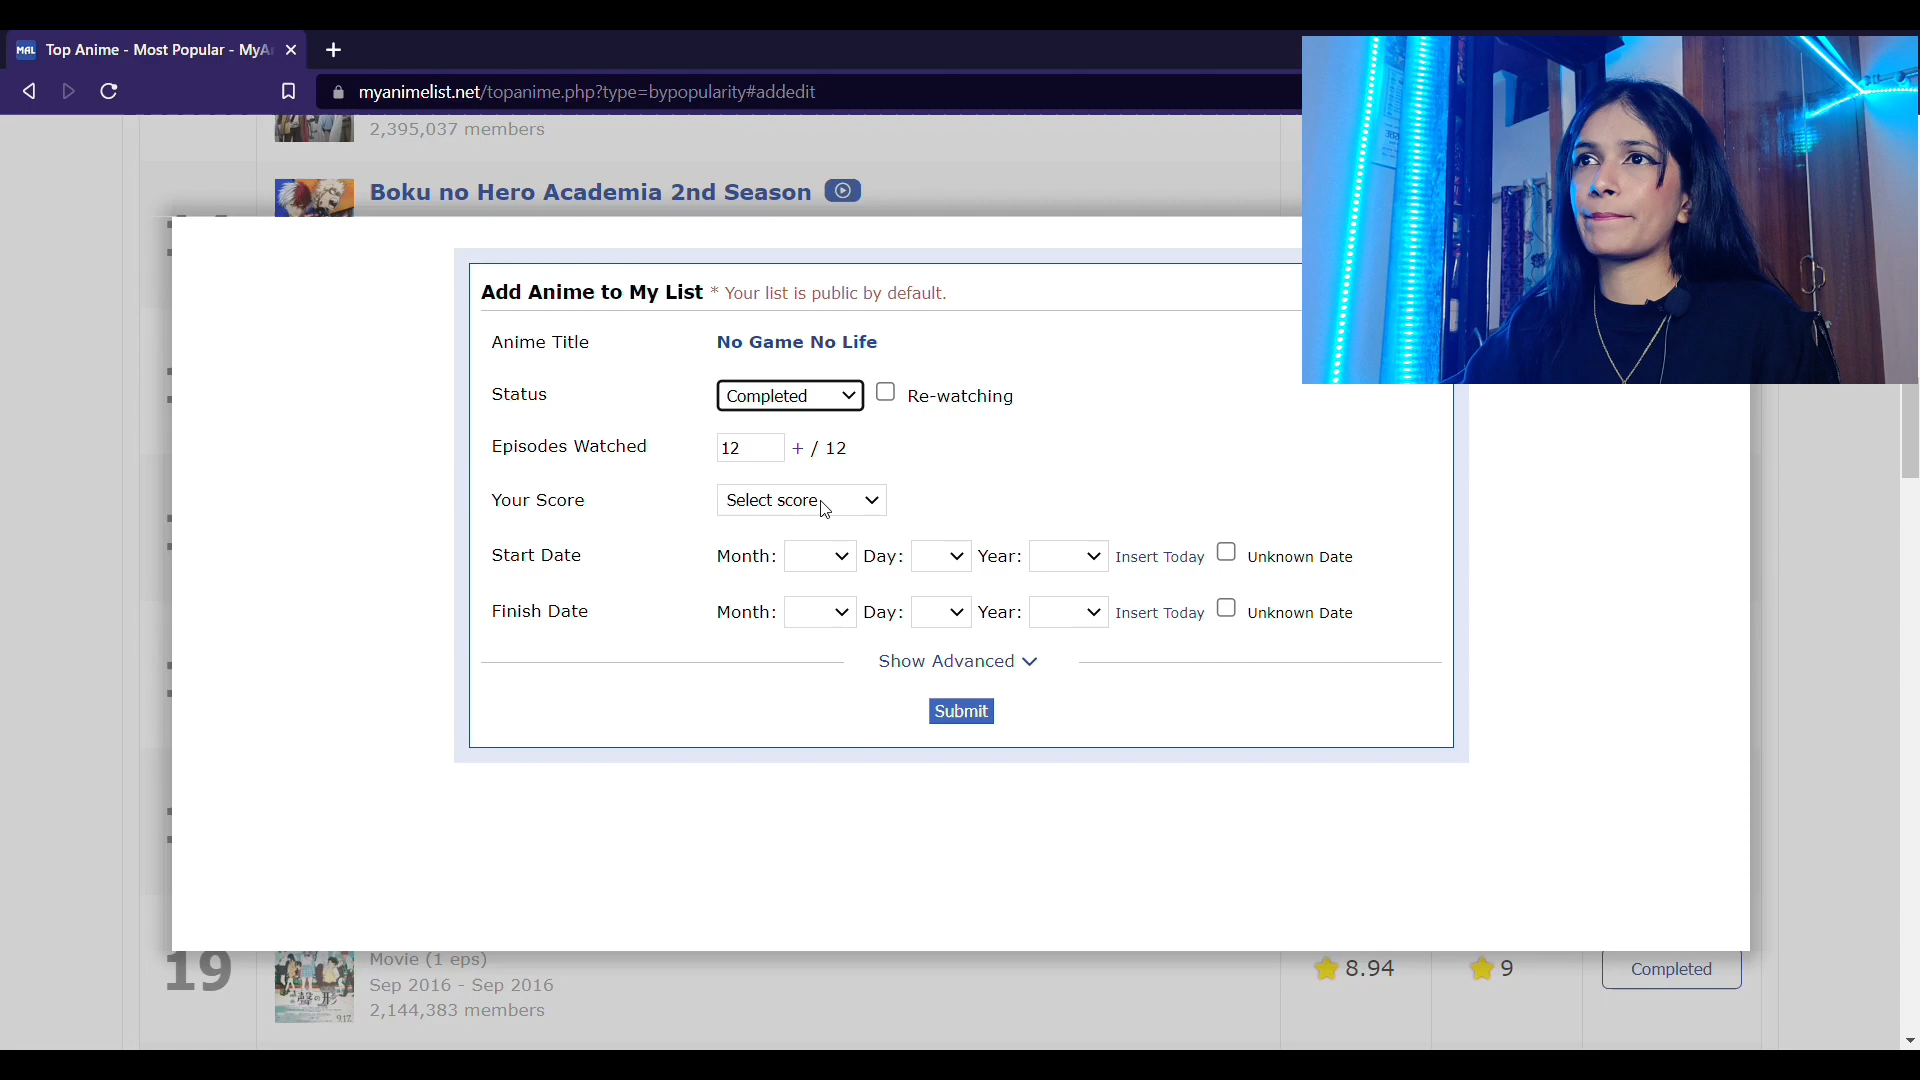 MAL Top Anime - Most Popular - MyA
myanimelist.net/topanime.php?type=bypopularity#addedit
2,395,037 members
Boku no Hero Academia 2nd Season
Add Anime to My List * Your list is public by default.
Anime Title No Game No Life
Status Completed Re-watching
Episodes Watched 12 + / 12
Your Score Select score
Start Date Month: Day: Year: Insert Today Unknown Date
Finish Date Month: Day: Year: Insert Today Unknown Date
Show Advanced
Submit
19
Movie (1 eps)
Sep 2016 - Sep 2016
2,144,383 members
8.94
9
Completed